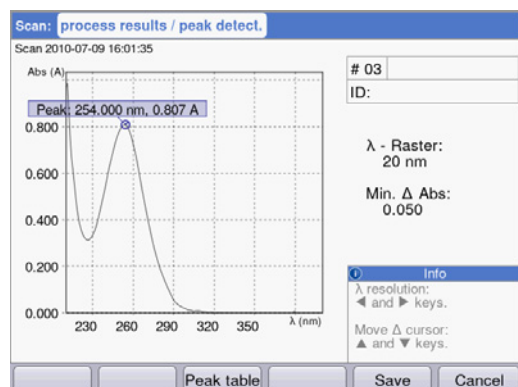 Scan: process results / peak detect.
Scan 2010-07-09 16:01:35
Abs (A)
Peak: 254.000 nm, 0.807 A
0.800
0.600
0.400
0.200
0.000
230 260 290 320 350 λ (nm)
# 03
ID:
λ - Raster:
20 nm
Min. Δ Abs:
0.050
Info
λ resolution:
◀ and ▶ keys.
Move Δ cursor:
▲ and ▼ keys.
Peak table
Save
Cancel